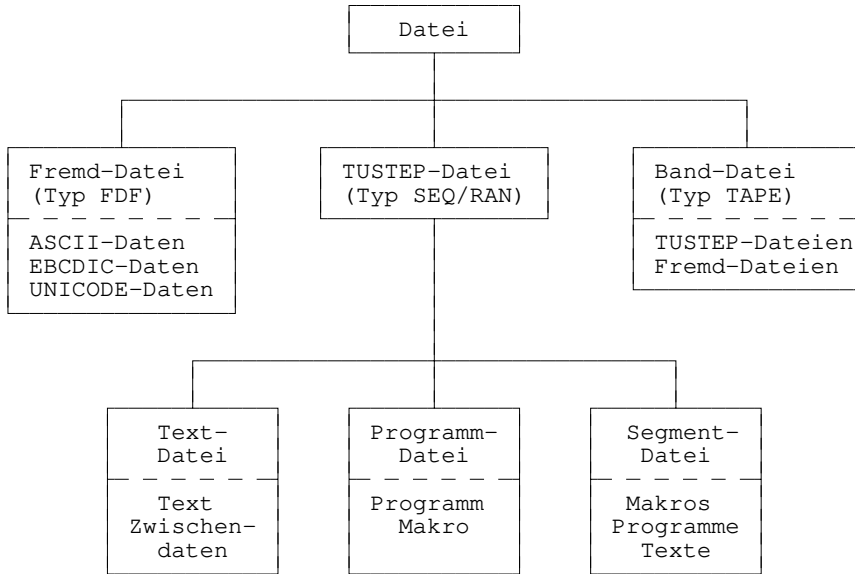 Datei
Fremd-Datei
(Typ FDF)
ASCII-Daten
EBCDIC-Daten
UNICODE-Daten
TUSTEP-Datei
(Typ SEQ/RAN)
Band-Datei
(Typ TAPE)
TUSTEP-Dateien
Fremd-Dateien
Text-
Datei
Text
Zwischen-
daten
Programm-
Datei
Programm
Makro
Segment-
Datei
Makros
Programme
Texte